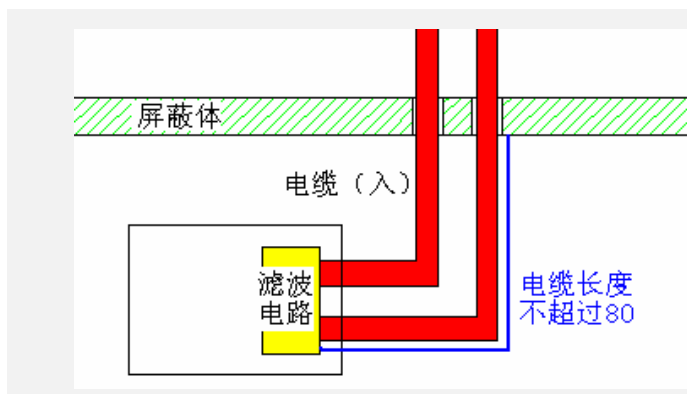 屏蔽体
电缆（入）
滤波
电路
电缆长度
不超过80